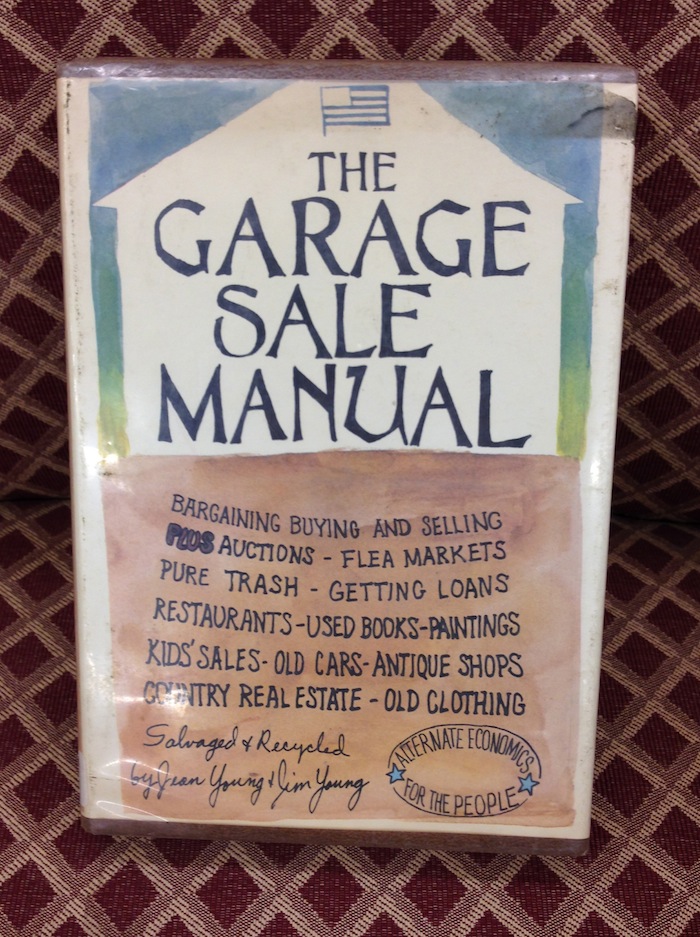 THE
GARAGE
SALE
MANUAL
BARGAINING BUYING AND SELLING
PLUS AUCTIONS - FLEA MARKETS
PURE TRASH - GETTING LOANS
RESTAURANTS-USED BOOKS-PAINTINGS
KIDS' SALES- OLD CARS-ANTIQUE SHOPS
COUNTRY REAL ESTATE - OLD CLOTHING
Salvaged & Recycled
by Jean Young & Jim Young
ALTERNATE ECONOMICS
FOR THE PEOPLE